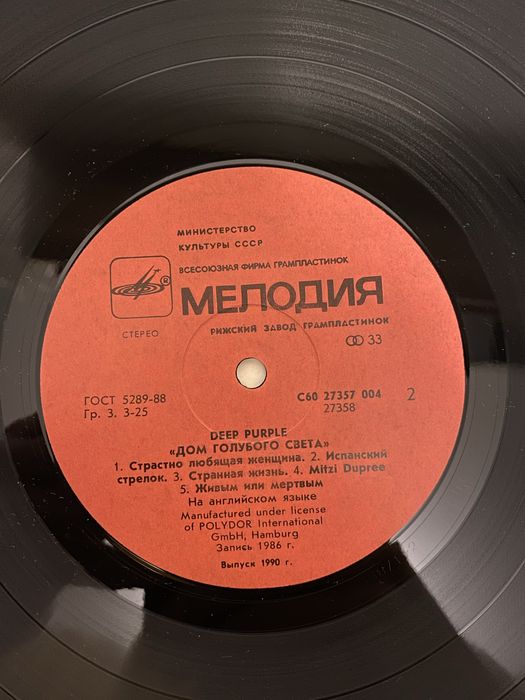 МИНИСТЕРСТВО
КУЛЬТУРЫ СССР
ВСЕСОЮЗНАЯ ФИРМА ГРАМПЛАСТИНОК
®
МЕЛОДИЯ
СТЕРЕО
РИЖСКИЙ ЗАВОД ГРАМПЛАСТИНОК
33
ГОСТ 5289-88
Гр. 3. 3-25
С60 27357 004
27358
2
DEEP PURPLE
«ДОМ ГОЛУБОГО СВЕТА»
1. Страстно любящая женщина. 2. Испанский
стрелок. 3. Странная жизнь. 4. Mitzi Dupree
5. Живым или мертвым
На английском языке
Manufactured under license
of POLYDOR International
GmbH, Hamburg
Запись 1986 г.
Выпуск 1990 г.